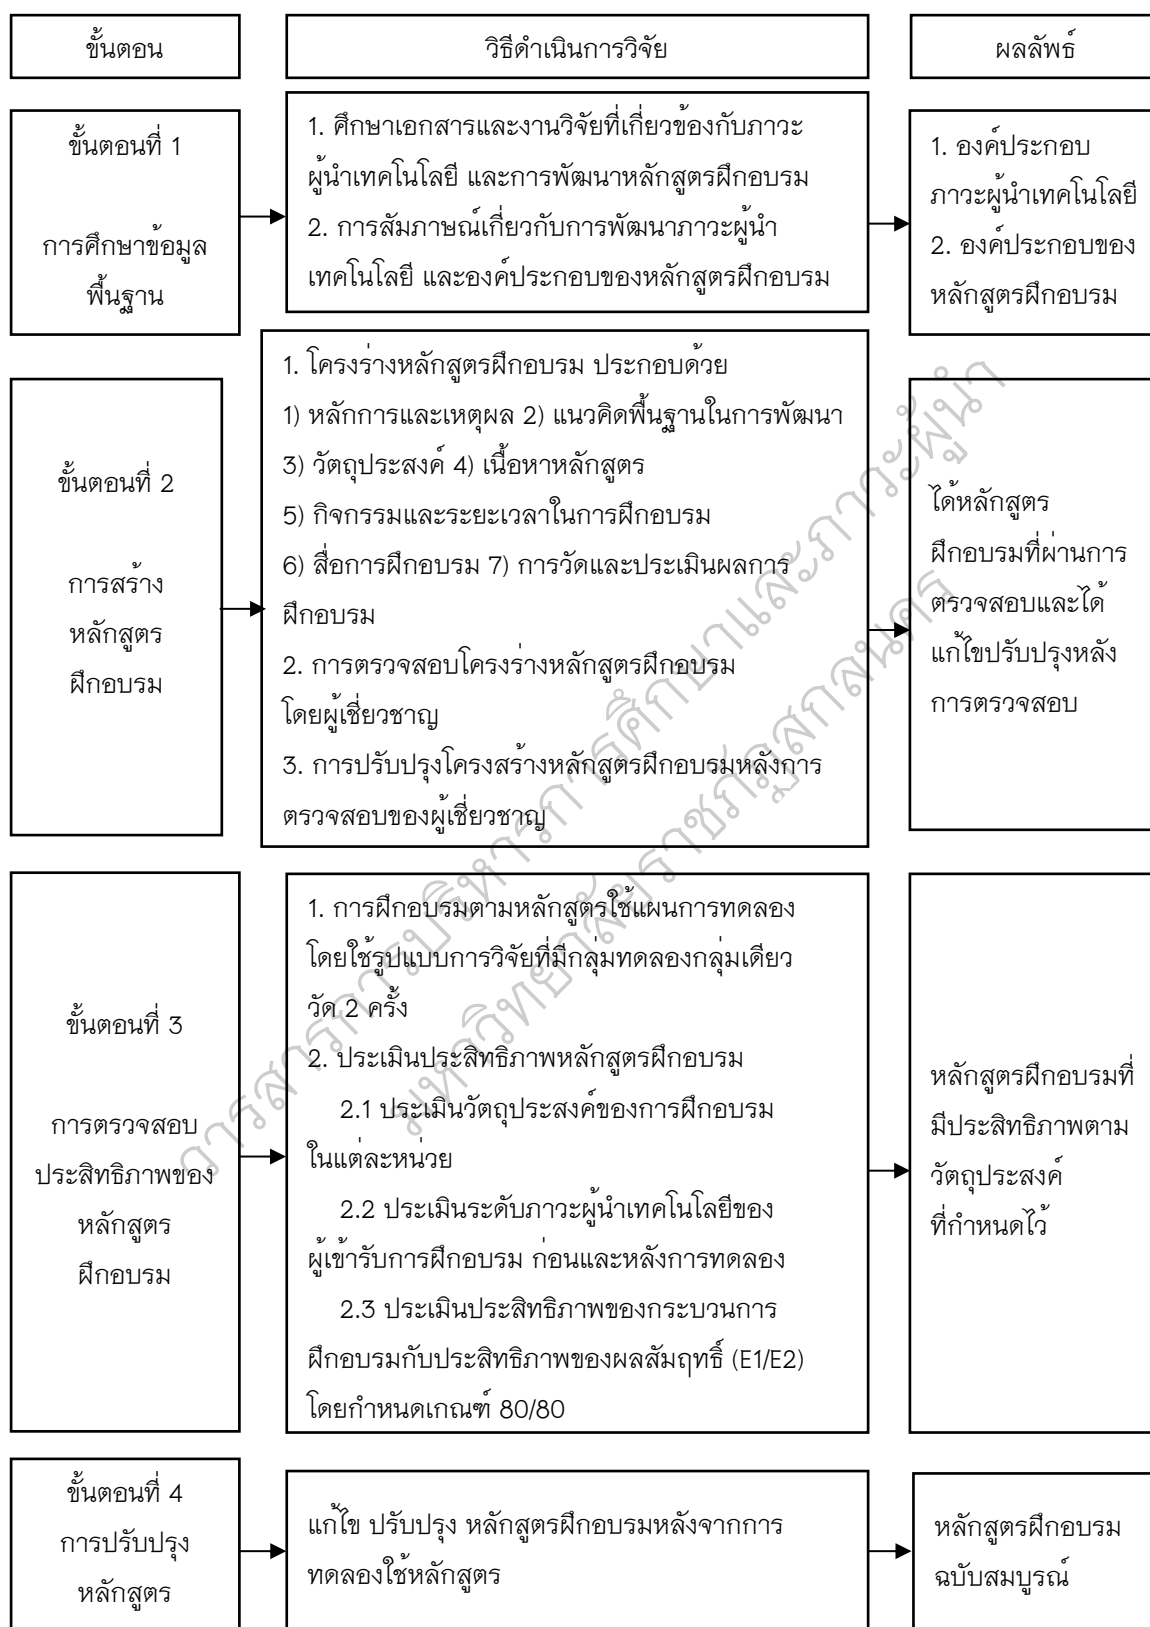 ขั้นตอน
วิธีดำเนินการวิจัย
ผลลัพธ์
ขั้นตอนที่ 1
การศึกษาข้อมูล
พื้นฐาน
1. ศึกษาเอกสารและงานวิจัยที่เกี่ยวข้องกับภาวะ
ผู้นำเทคโนโลยี และการพัฒนาหลักสูตรฝึกอบรม
2. การสัมภาษณ์เกี่ยวกับการพัฒนาภาวะผู้นำ
เทคโนโลยี และองค์ประกอบของหลักสูตรฝึกอบรม
1. องค์ประกอบ
ภาวะผู้นำเทคโนโลยี
2. องค์ประกอบของ
หลักสูตรฝึกอบรม
ขั้นตอนที่ 2
การสร้าง
หลักสูตร
ฝึกอบรม
1. โครงร่างหลักสูตรฝึกอบรม ประกอบด้วย
1) หลักการและเหตุผล 2) แนวคิดพื้นฐานในการพัฒนา
3) วัตถุประสงค์ 4) เนื้อหาหลักสูตร
5) กิจกรรมและระยะเวลาในการฝึกอบรม
6) สื่อการฝึกอบรม 7) การวัดและประเมินผลการ
ฝึกอบรม
2. การตรวจสอบโครงร่างหลักสูตรฝึกอบรม
โดยผู้เชี่ยวชาญ
3. การปรับปรุงโครงสร้างหลักสูตรฝึกอบรมหลังการ
ตรวจสอบของผู้เชี่ยวชาญ
ได้หลักสูตร
ฝึกอบรมที่ผ่านการ
ตรวจสอบและได้
แก้ไขปรับปรุงหลัง
การตรวจสอบ
ขั้นตอนที่ 3
การตรวจสอบ
ประสิทธิภาพของ
หลักสูตร
ฝึกอบรม
1. การฝึกอบรมตามหลักสูตรใช้แผนการทดลอง
โดยใช้รูปแบบการวิจัยที่มีกลุ่มทดลองกลุ่มเดียว
วัด 2 ครั้ง
2. ประเมินประสิทธิภาพหลักสูตรฝึกอบรม
2.1 ประเมินวัตถุประสงค์ของการฝึกอบรม
ในแต่ละหน่วย
2.2 ประเมินระดับภาวะผู้นำเทคโนโลยีของ
ผู้เข้ารับการฝึกอบรม ก่อนและหลังการทดลอง
2.3 ประเมินประสิทธิภาพของกระบวนการ
ฝึกอบรมกับประสิทธิภาพของผลสัมฤทธิ์ (E1/E2)
โดยกำหนดเกณฑ์ 80/80
หลักสูตรฝึกอบรมที่
มีประสิทธิภาพตาม
วัตถุประสงค์
ที่กำหนดไว้
ขั้นตอนที่ 4
การปรับปรุง
หลักสูตร
แก้ไข ปรับปรุง หลักสูตรฝึกอบรมหลังจากการ
ทดลองใช้หลักสูตร
หลักสูตรฝึกอบรม
ฉบับสมบูรณ์
วารสารการบริหารการศึกษาและภาวะผู้นำ
มหาวิทยาลัยราชภัฏสกลนคร